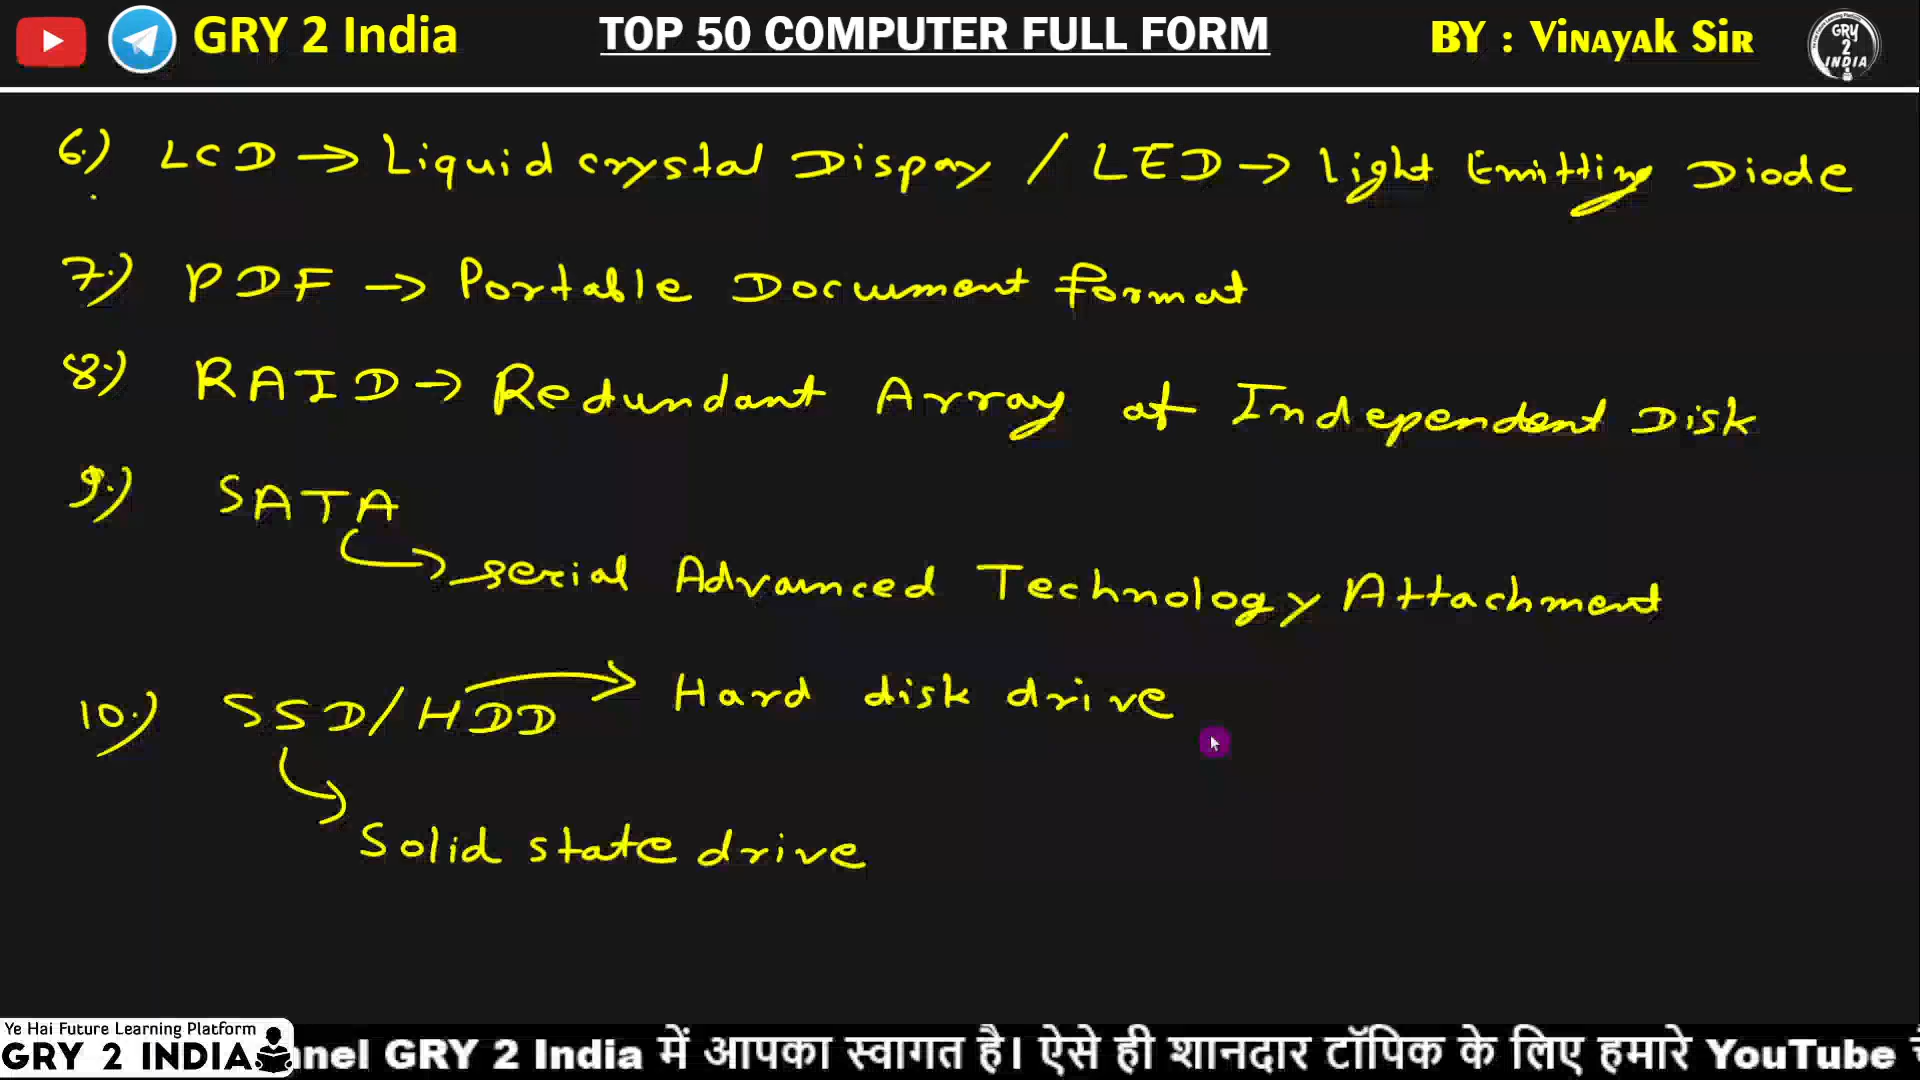 GRY 2 India TOP 50 COMPUTER FULL FORM BY : Vinayak Sir
GRY 2 INDIA
6.) LCD → Liquid crystal Dispay / LED → Light Emitting Diode
7.) PDF → Portable Document format
8.) RAID → Redundant Array of Independent Disk
9.) SATA
→ serial Advanced Technology Attachment
10.) SSD/HDD → Hard disk drive
→ Solid state drive
Ye Hai Future Learning Platform
GRY 2 INDIA
anel GRY 2 India में आपका स्वागत है। ऐसे ही शानदार टॉपिक के लिए हमारे YouTube